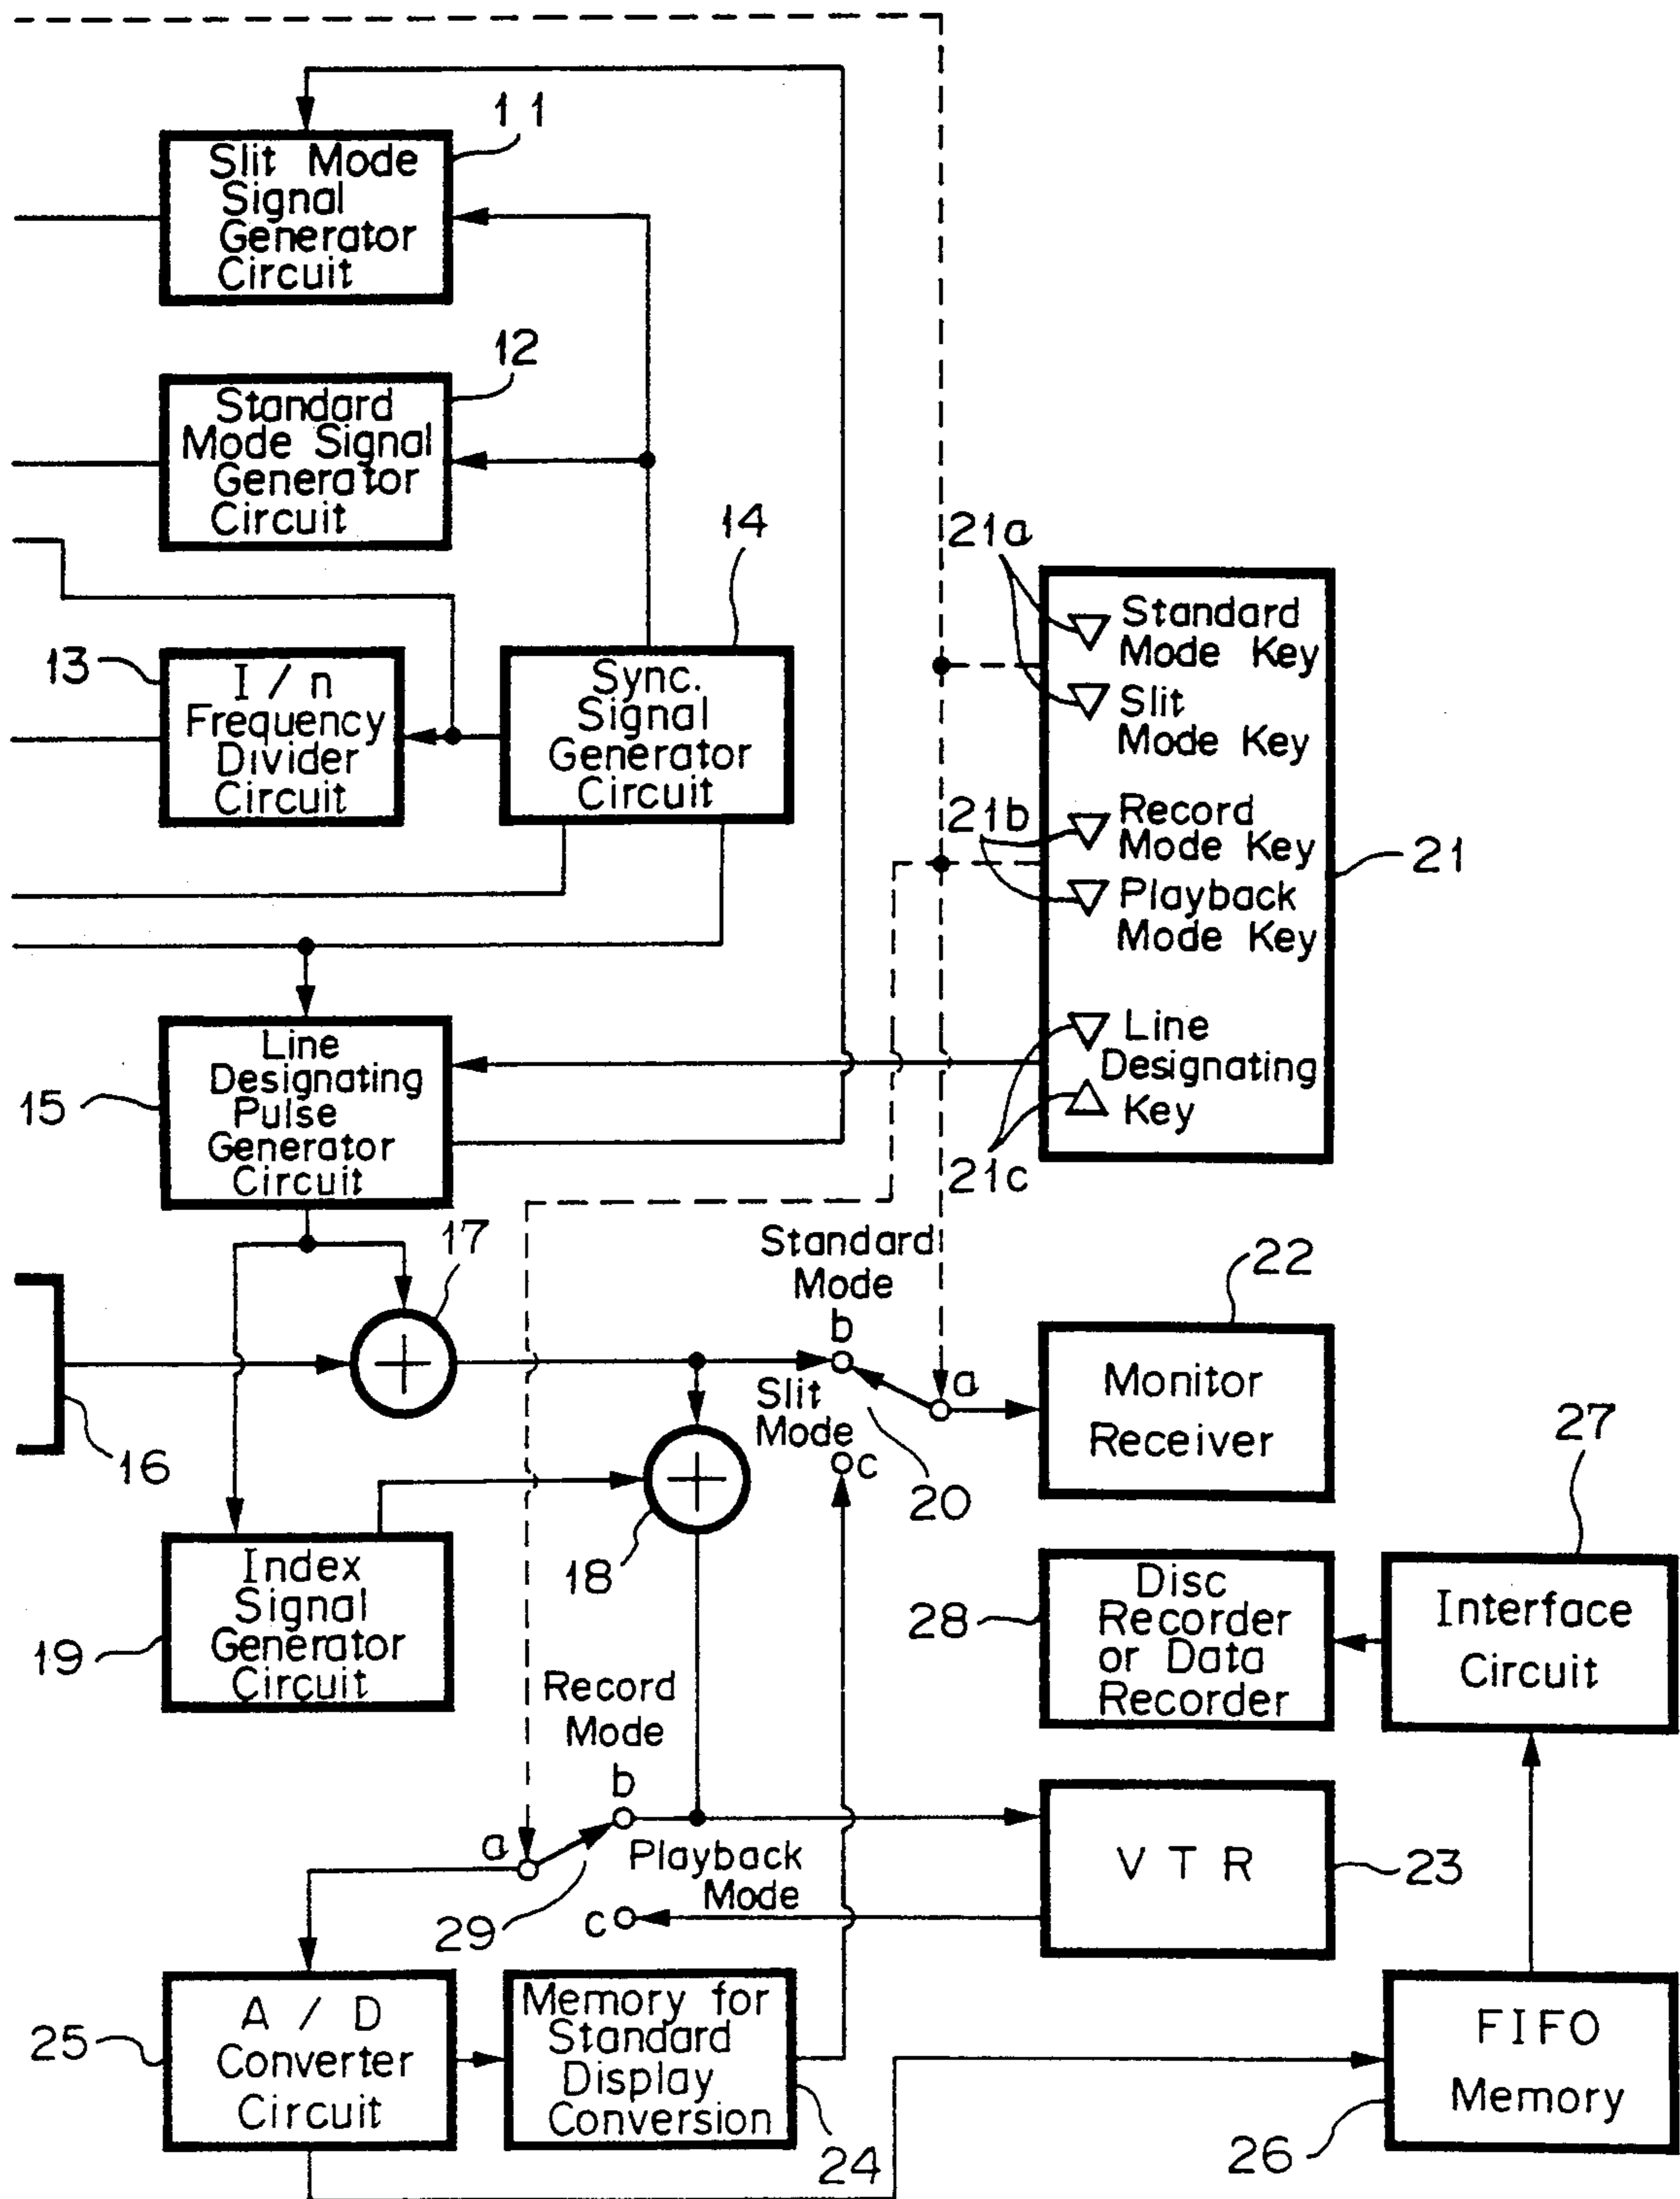 11
Slit Mode
Signal
Generator
Circuit
12
Standard
Mode Signal
Generator
Circuit
13
I / n
Frequency
Divider
Circuit
14
Sync.
Signal
Generator
Circuit
21a
Standard
Mode Key
Slit
Mode Key
21b
Record
Mode Key
Playback
Mode Key
21
Line
Designating
Key
21c
15
Line
Designating
Pulse
Generator
Circuit
17
Standard
Mode
b
Slit
Mode
a
c
20
22
Monitor
Receiver
16
18
27
Interface
Circuit
19
Index
Signal
Generator
Circuit
28
Disc
Recorder
or Data
Recorder
Record
Mode
b
a
Playback
Mode
c
29
VTR
23
25
A / D
Converter
Circuit
Memory for
Standard
Display
Conversion
24
FIFO
Memory
26